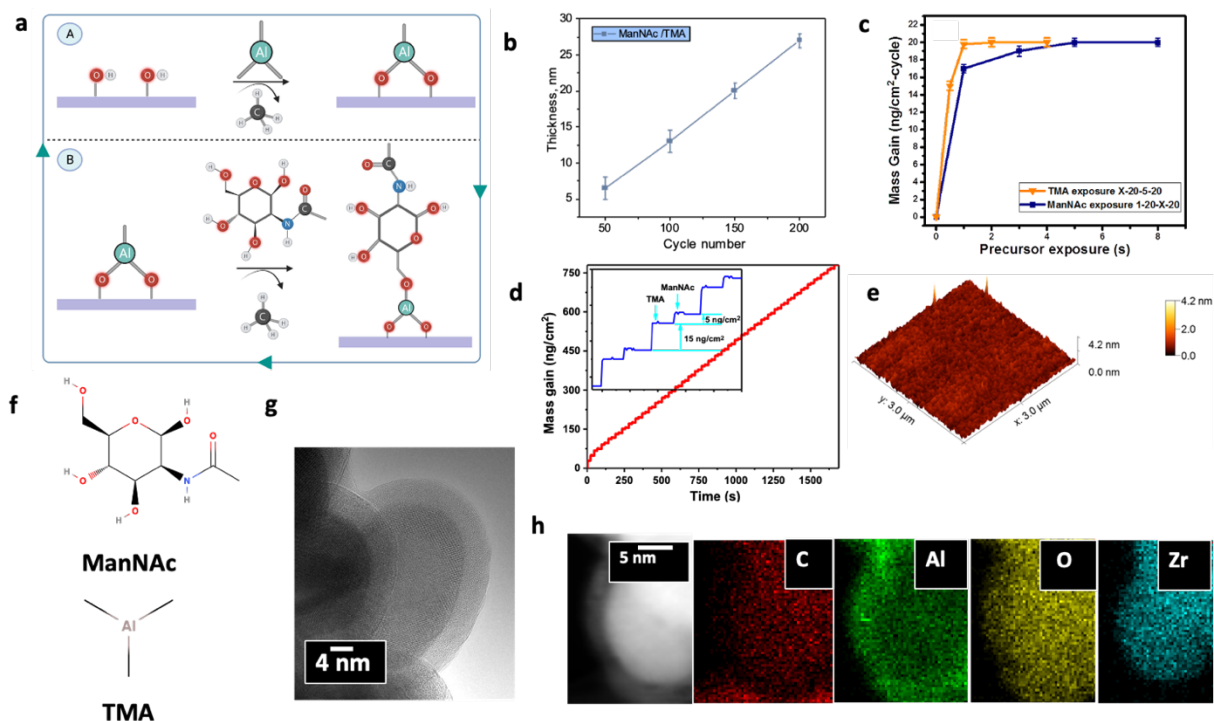 a
A
Al
O H O H
C
H H H H
Al
O O
B
H O H O H
O
C
H O
N
H
O H
Al
O O
C
H H H H
O C
N H
H O O H
H O O
O
Al
O O
b
ManNAc /TMA
Thickness, nm
30
25
20
15
10
5
50 100 150 200
Cycle number
c
Mass Gain (ng/cm²-cycle)
22
20
18
16
14
12
10
8
6
4
2
0
TMA exposure X-20-5-20
ManNAc exposure 1-20-X-20
0 2 4 6 8
Precursor exposure (s)
d
Mass gain (ng/cm²)
750
600
450
300
150
0
ManNAc
TMA
5 ng/cm²
15 ng/cm²
0 250 500 750 1000 1250 1500
Time (s)
e
4.2 nm
2.0
0.0
4.2 nm
0.0 nm
y: 3.0 µm
x: 3.0 µm
f
H
O
H
O
O
H O
O
N
H
O
H
ManNAc
Al
TMA
g
4 nm
h
5 nm
C
Al
O
Zr